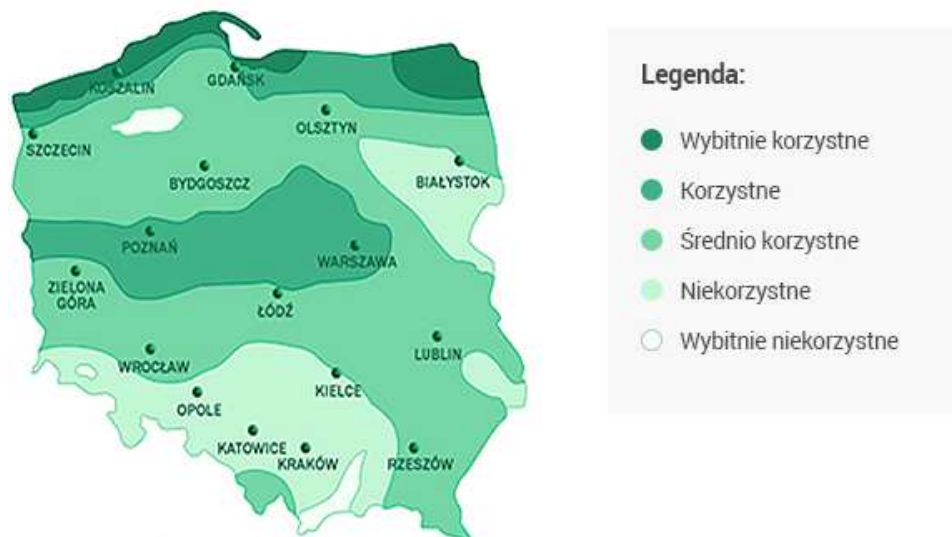 KOSZALIN
GDAŃSK
SZCZECIN
OLSZTYN
BYDGOSZCZ
BIAŁYSTOK
POZNAŃ
WARSZAWA
ZIELONA
GÓRA
ŁÓDŹ
WROCŁAW
LUBLIN
KIELCE
OPOLE
KATOWICE
KRAKÓW
RZESZÓW
Legenda:
Wybitnie korzystne
Korzystne
Średnio korzystne
Niekorzystne
Wybitnie niekorzystne